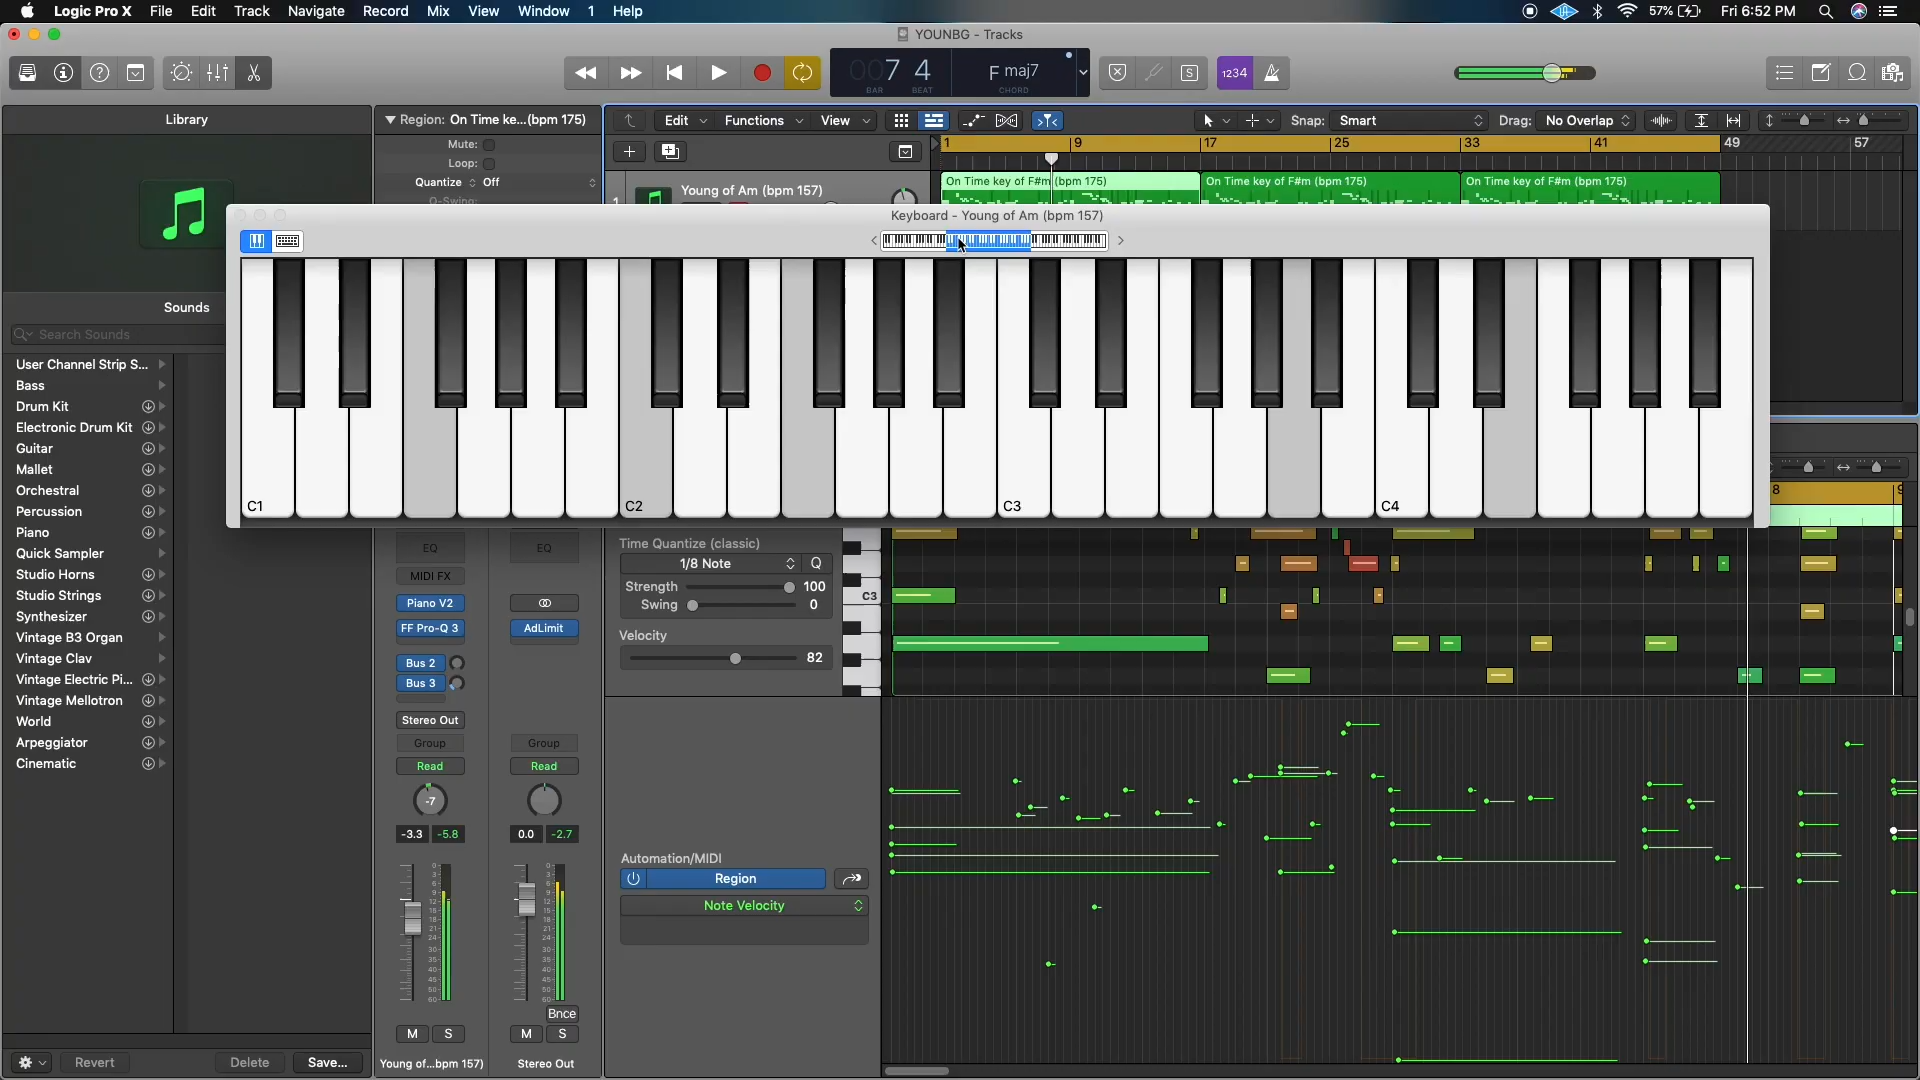 Logic Pro X File Edit Track Navigate Record Mix View Window 1 Help 57% Fri 6:52 PM
YOUNBG - Tracks
007 4 F maj7 S 1234
BAR BEAT CHORD
Library Region: On Time ke...(bpm 175) Edit Functions View Snap: Smart Drag: No Overlap
Mute: 1 9 17 25 33 41 49 57
Loop:
Quantize Off On Time key of F#m (bpm 175) On Time key of F#m (bpm 175) On Time key of F#m (bpm 175)
Q-Swing: 1 Young of Am (bpm 157)
Keyboard - Young of Am (bpm 157)
Sounds
Search Sounds
User Channel Strip S...
Bass
Drum Kit
Electronic Drum Kit
Guitar
Mallet
Orchestral
Percussion
Piano
Quick Sampler
Studio Horns
Studio Strings
Synthesizer
Vintage B3 Organ
Vintage Clav
Vintage Electric Pi...
Vintage Mellotron
World
Arpeggiator
Cinematic
C1 C2 C3 C4
8 9
EQ EQ
MIDI FX
Piano V2
FF Pro-Q 3 AdLimit
Bus 2
Bus 3
Stereo Out
Group Group
Read Read
-7
-3.3 -5.8 0.0 -2.7
Bnce
M S M S
Young of...bpm 157) Stereo Out
Time Quantize (classic)
1/8 Note Q
Strength 100
Swing 0
Velocity
82
C3
Automation/MIDI
Region
Note Velocity
Revert Delete Save...